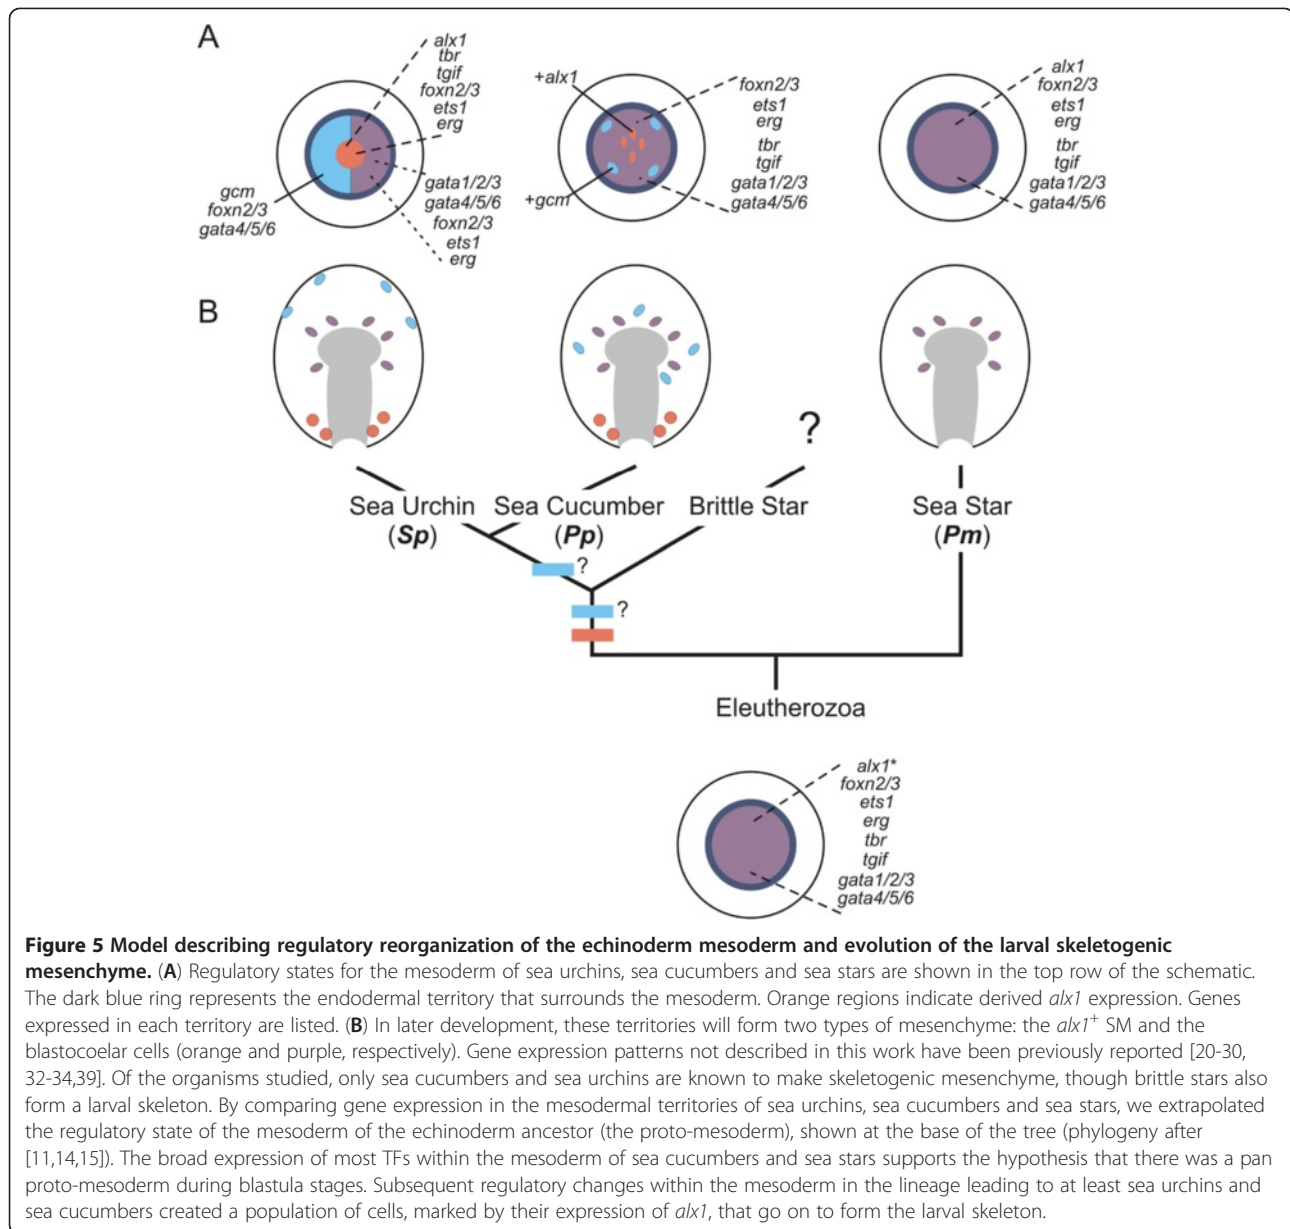 A
alx1
tbr
tgif
foxn2/3
ets1
erg
gcm
foxn2/3
gata4/5/6
gata1/2/3
gata4/5/6
foxn2/3
ets1
erg
+alx1
+gcm
foxn2/3
ets1
erg
tbr
tgif
gata1/2/3
gata4/5/6
alx1
foxn2/3
ets1
erg
tbr
tgif
gata1/2/3
gata4/5/6
B
?
Sea Urchin
(Sp)
Sea Cucumber
(Pp)
Brittle Star
Sea Star
(Pm)
?
?
Eleutherozoa
alx1*
foxn2/3
ets1
erg
tbr
tgif
gata1/2/3
gata4/5/6
Figure 5 Model describing regulatory reorganization of the echinoderm mesoderm and evolution of the larval skeletogenic
mesenchyme. (A) Regulatory states for the mesoderm of sea urchins, sea cucumbers and sea stars are shown in the top row of the schematic.
The dark blue ring represents the endodermal territory that surrounds the mesoderm. Orange regions indicate derived alx1 expression. Genes
expressed in each territory are listed. (B) In later development, these territories will form two types of mesenchyme: the alx1+ SM and the
blastocoelar cells (orange and purple, respectively). Gene expression patterns not described in this work have been previously reported [20-30,
32-34,39]. Of the organisms studied, only sea cucumbers and sea urchins are known to make skeletogenic mesenchyme, though brittle stars also
form a larval skeleton. By comparing gene expression in the mesodermal territories of sea urchins, sea cucumbers and sea stars, we extrapolated
the regulatory state of the mesoderm of the echinoderm ancestor (the proto-mesoderm), shown at the base of the tree (phylogeny after
[11,14,15]). The broad expression of most TFs within the mesoderm of sea cucumbers and sea stars supports the hypothesis that there was a pan
proto-mesoderm during blastula stages. Subsequent regulatory changes within the mesoderm in the lineage leading to at least sea urchins and
sea cucumbers created a population of cells, marked by their expression of alx1, that go on to form the larval skeleton.